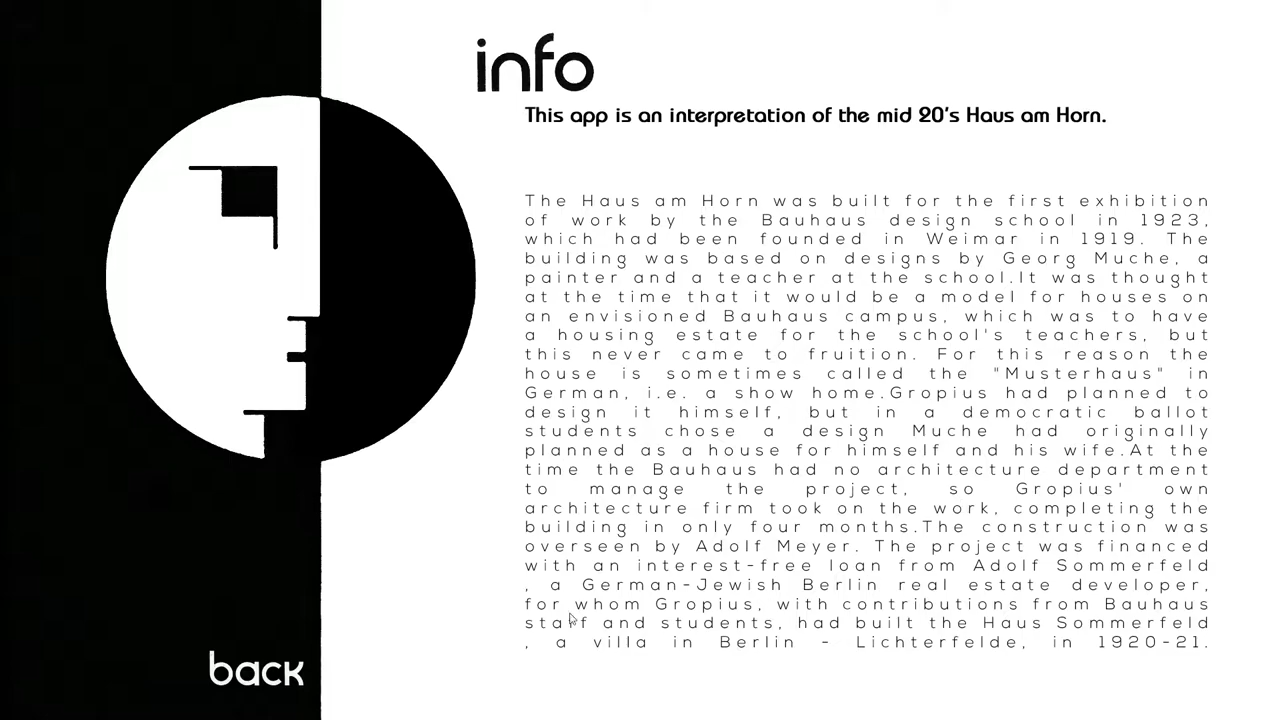 info
This app is an interpretation of the mid 20's Haus am Horn.
The Haus am Horn was built for the first exhibition
of work by the Bauhaus design school in 1923,
which had been founded in Weimar in 1919. The
building was based on designs by Georg Muche, a
painter and a teacher at the school.It was thought
at the time that it would be a model for houses on
an envisioned Bauhaus campus, which was to have
a housing estate for the school's teachers, but
this never came to fruition. For this reason the
house is sometimes called the "Musterhaus" in
German, i.e. a show home.Gropius had planned to
design it himself, but in a democratic ballot
students chose a design Muche had originally
planned as a house for himself and his wife.At the
time the Bauhaus had no architecture department
to manage the project, so Gropius' own
architecture firm took on the work, completing the
building in only four months.The construction was
overseen by Adolf Meyer. The project was financed
with an interest-free loan from Adolf Sommerfeld
, a German-Jewish Berlin real estate developer,
for whom Gropius, with contributions from Bauhaus
staff and students, had built the Haus Sommerfeld
, a villa in Berlin - Lichterfelde, in 1920-21.
back